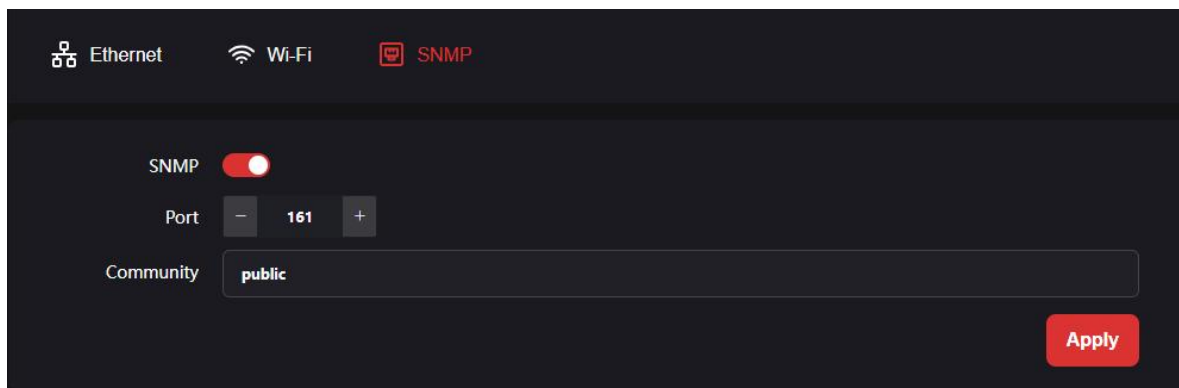 Ethernet Wi-Fi SNMP
SNMP
Port - 161 +
Community public
Apply